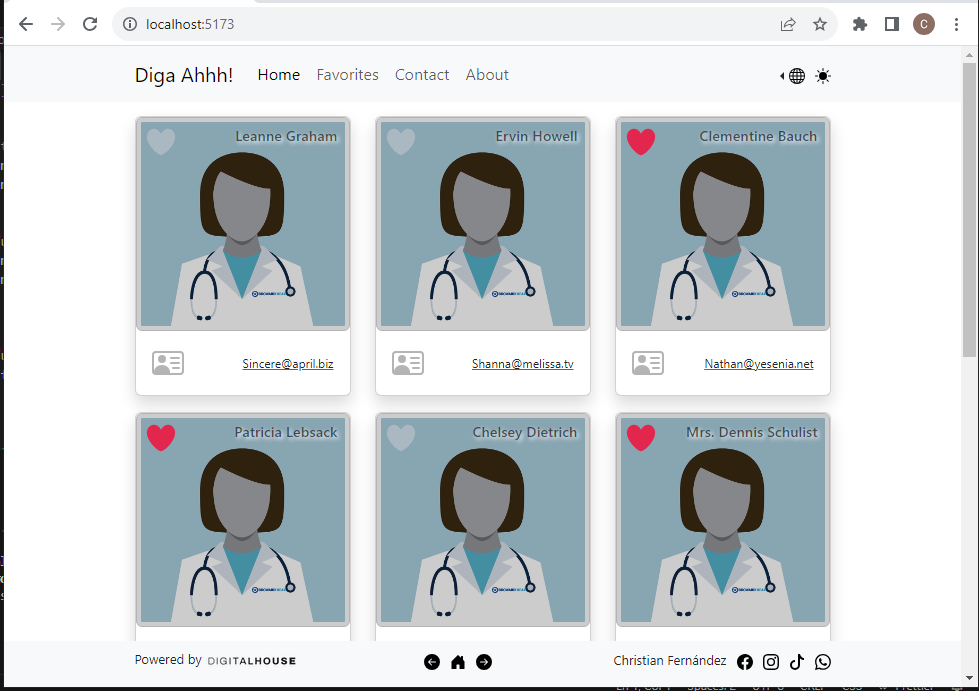 localhost:5173
C
Diga Ahhh! Home Favorites Contact About
Leanne Graham
Ervin Howell
Clementine Bauch
Sincere@april.biz
Shanna@melissa.tv
Nathan@yesenia.net
Patricia Lebsack
Chelsey Dietrich
Mrs. Dennis Schulist
Powered by DIGITALHOUSE
Christian Fernández